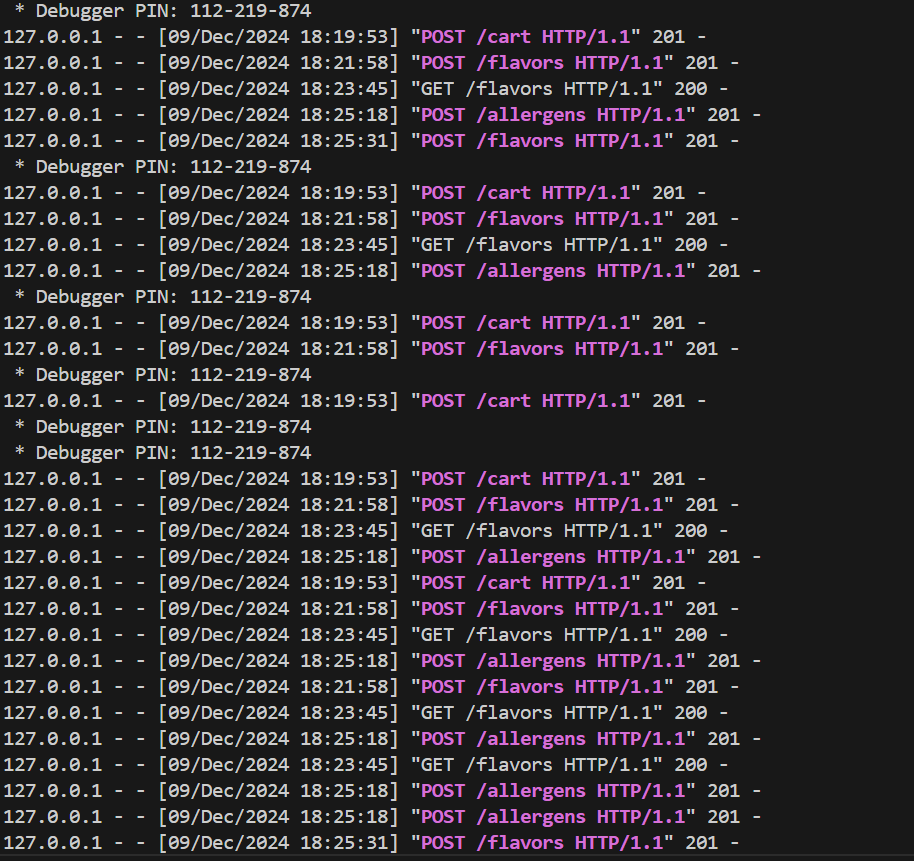 * Debugger PIN: 112-219-874
127.0.0.1 - - [09/Dec/2024 18:19:53] "POST /cart HTTP/1.1" 201 -
127.0.0.1 - - [09/Dec/2024 18:21:58] "POST /flavors HTTP/1.1" 201 -
127.0.0.1 - - [09/Dec/2024 18:23:45] "GET /flavors HTTP/1.1" 200 -
127.0.0.1 - - [09/Dec/2024 18:25:18] "POST /allergens HTTP/1.1" 201 -
127.0.0.1 - - [09/Dec/2024 18:25:31] "POST /flavors HTTP/1.1" 201 -
* Debugger PIN: 112-219-874
127.0.0.1 - - [09/Dec/2024 18:19:53] "POST /cart HTTP/1.1" 201 -
127.0.0.1 - - [09/Dec/2024 18:21:58] "POST /flavors HTTP/1.1" 201 -
127.0.0.1 - - [09/Dec/2024 18:23:45] "GET /flavors HTTP/1.1" 200 -
127.0.0.1 - - [09/Dec/2024 18:25:18] "POST /allergens HTTP/1.1" 201 -
* Debugger PIN: 112-219-874
127.0.0.1 - - [09/Dec/2024 18:19:53] "POST /cart HTTP/1.1" 201 -
127.0.0.1 - - [09/Dec/2024 18:21:58] "POST /flavors HTTP/1.1" 201 -
* Debugger PIN: 112-219-874
127.0.0.1 - - [09/Dec/2024 18:19:53] "POST /cart HTTP/1.1" 201 -
* Debugger PIN: 112-219-874
* Debugger PIN: 112-219-874
127.0.0.1 - - [09/Dec/2024 18:19:53] "POST /cart HTTP/1.1" 201 -
127.0.0.1 - - [09/Dec/2024 18:21:58] "POST /flavors HTTP/1.1" 201 -
127.0.0.1 - - [09/Dec/2024 18:23:45] "GET /flavors HTTP/1.1" 200 -
127.0.0.1 - - [09/Dec/2024 18:25:18] "POST /allergens HTTP/1.1" 201 -
127.0.0.1 - - [09/Dec/2024 18:19:53] "POST /cart HTTP/1.1" 201 -
127.0.0.1 - - [09/Dec/2024 18:21:58] "POST /flavors HTTP/1.1" 201 -
127.0.0.1 - - [09/Dec/2024 18:23:45] "GET /flavors HTTP/1.1" 200 -
127.0.0.1 - - [09/Dec/2024 18:25:18] "POST /allergens HTTP/1.1" 201 -
127.0.0.1 - - [09/Dec/2024 18:21:58] "POST /flavors HTTP/1.1" 201 -
127.0.0.1 - - [09/Dec/2024 18:23:45] "GET /flavors HTTP/1.1" 200 -
127.0.0.1 - - [09/Dec/2024 18:25:18] "POST /allergens HTTP/1.1" 201 -
127.0.0.1 - - [09/Dec/2024 18:23:45] "GET /flavors HTTP/1.1" 200 -
127.0.0.1 - - [09/Dec/2024 18:25:18] "POST /allergens HTTP/1.1" 201 -
127.0.0.1 - - [09/Dec/2024 18:25:18] "POST /allergens HTTP/1.1" 201 -
127.0.0.1 - - [09/Dec/2024 18:25:31] "POST /flavors HTTP/1.1" 201 -